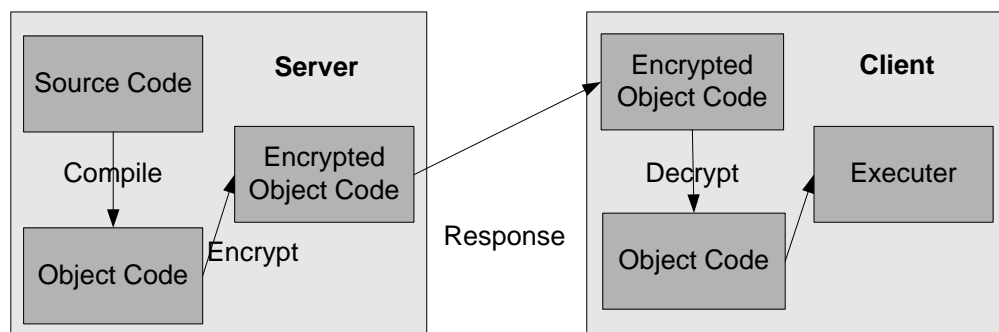 Server
Source Code
Compile
Encrypted
Object Code
Encrypt
Object Code
Response
Client
Encrypted
Object Code
Decrypt
Executer
Object Code